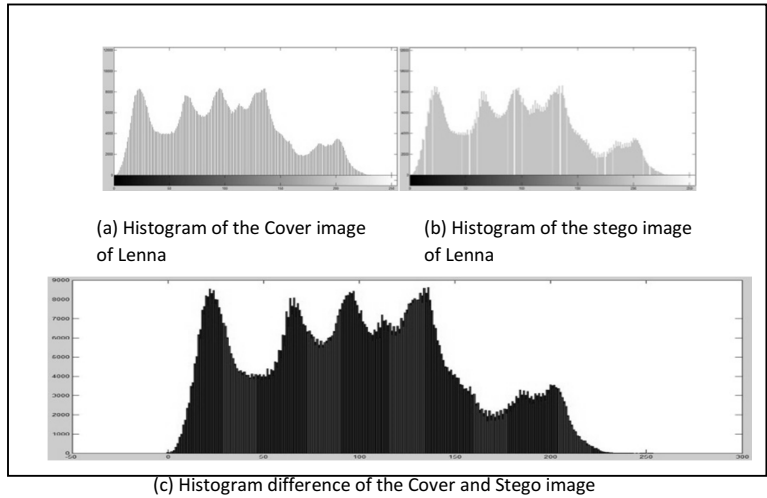 (a) Histogram of the Cover image
of Lenna
(b) Histogram of the stego image
of Lenna
9000
8000
7000
6000
5000
4000
3000
2000
1000
0
-50 0 50 100 150 200 250 300
(c) Histogram difference of the Cover and Stego image